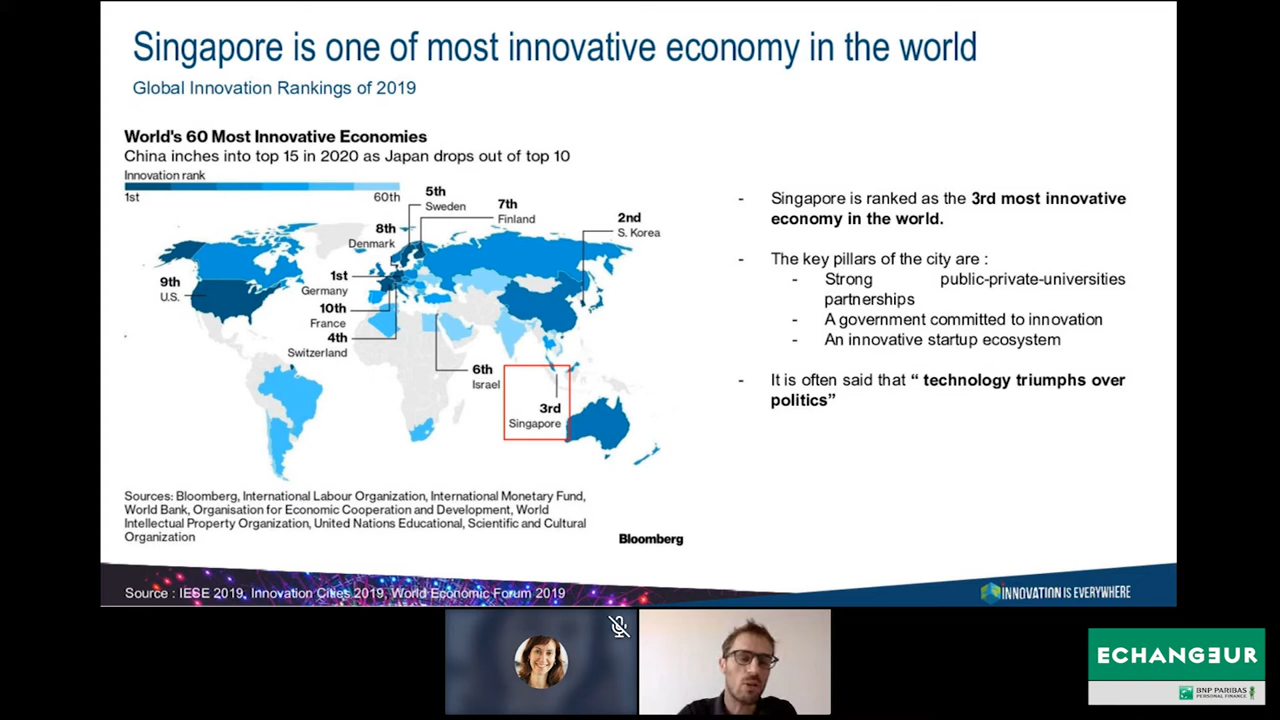 Singapore is one of most innovative economy in the world
Global Innovation Rankings of 2019
World's 60 Most Innovative Economies
China inches into top 15 in 2020 as Japan drops out of top 10
Innovation rank
1st
60th
5th
Sweden
7th
Finland
2nd
S. Korea
8th
Denmark
9th
U.S.
1st
Germany
10th
France
4th
Switzerland
6th
Israel
3rd
Singapore
Sources: Bloomberg, International Labour Organization, International Monetary Fund,
World Bank, Organisation for Economic Cooperation and Development, World
Intellectual Property Organization, United Nations Educational, Scientific and Cultural
Organization
Bloomberg
- Singapore is ranked as the 3rd most innovative
economy in the world.
- The key pillars of the city are :
- Strong public-private-universities
partnerships
- A government committed to innovation
- An innovative startup ecosystem
- It is often said that “ technology triumphs over
politics”
Source : IESE 2019, Innovation Cities 2019, World Economic Forum 2019
INNOVATION IS EVERYWHERE
ECHANGEUR
BNP PARIBAS
PERSONAL FINANCE